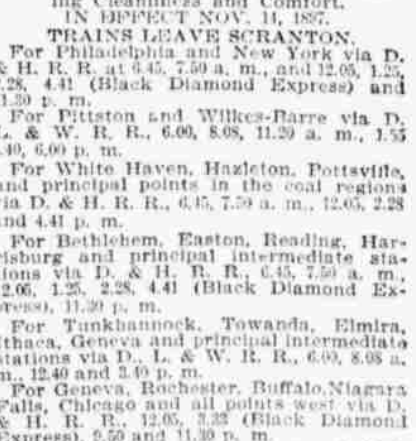 ing Cleanliness and Comfort.
IN EFFECT NOV. 14, 1897.
TRAINS LEAVE SCRANTON.
For Philadelphia and New York via D.
& H. R. R. at 6.45, 7.50 a. m., and 12.05, 1.25,
2.28, 4.41 (Black Diamond Express) and
11.30 p. m.
For Pittston and Wilkes-Barre via D.
L. & W. R. R., 6.00, 8.08, 11.20 a. m., 1.55
3.40, 6.00 p. m.
For White Haven, Hazleton, Pottsville,
and principal points in the coal regions
via D. & H. R. R., 6.45, 7.50 a. m., 12.05, 2.28
and 4.41 p. m.
For Bethlehem, Easton, Reading, Har-
risburg and principal intermediate sta-
tions via D. & H. R. R., 6.45, 7.50 a. m.,
12.05, 1.25, 2.28, 4.41 (Black Diamond Ex-
press), 11.30 p. m.
For Tunkhannock, Towanda, Elmira,
Ithaca, Geneva and principal intermediate
stations via D., L. & W. R. R., 6.00, 8.08 a.
m., 12.40 and 3.40 p. m.
For Geneva, Rochester, Buffalo, Niagara
Falls, Chicago and all points west via D.
& H. R. R., 12.05, 3.33 (Black Diamond
Express), 9.50 and 11.30 p. m.